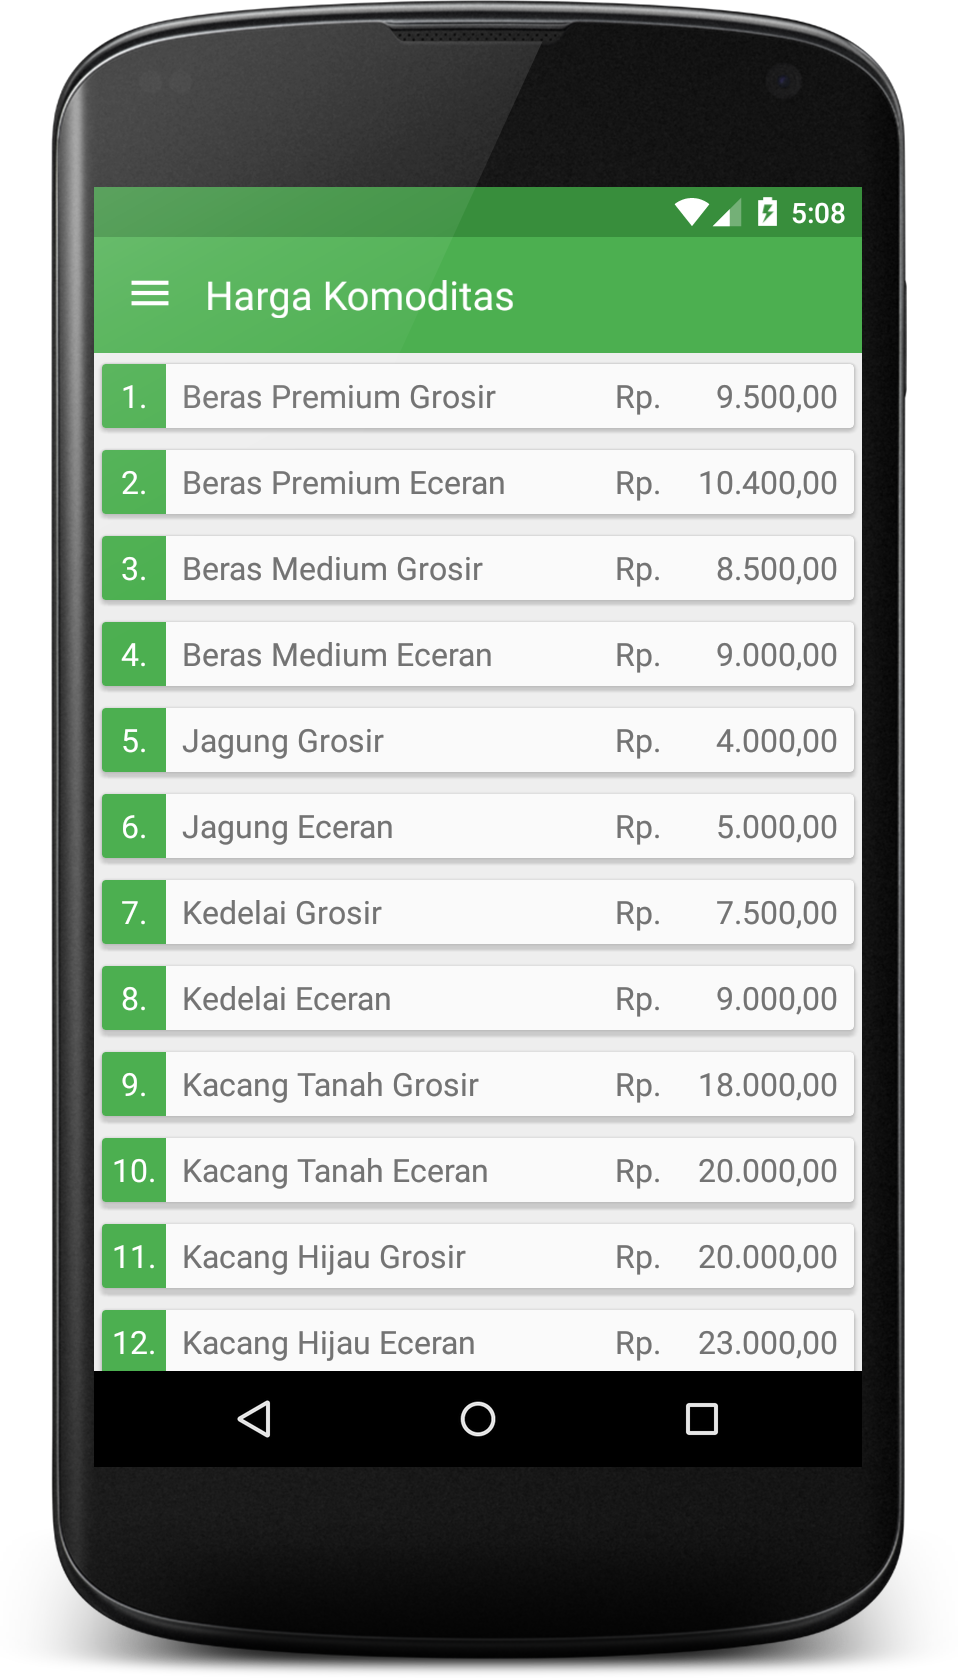 5:08
Harga Komoditas
1. Beras Premium Grosir Rp. 9.500,00
2. Beras Premium Eceran Rp. 10.400,00
3. Beras Medium Grosir Rp. 8.500,00
4. Beras Medium Eceran Rp. 9.000,00
5. Jagung Grosir Rp. 4.000,00
6. Jagung Eceran Rp. 5.000,00
7. Kedelai Grosir Rp. 7.500,00
8. Kedelai Eceran Rp. 9.000,00
9. Kacang Tanah Grosir Rp. 18.000,00
10. Kacang Tanah Eceran Rp. 20.000,00
11. Kacang Hijau Grosir Rp. 20.000,00
12. Kacang Hijau Eceran Rp. 23.000,00